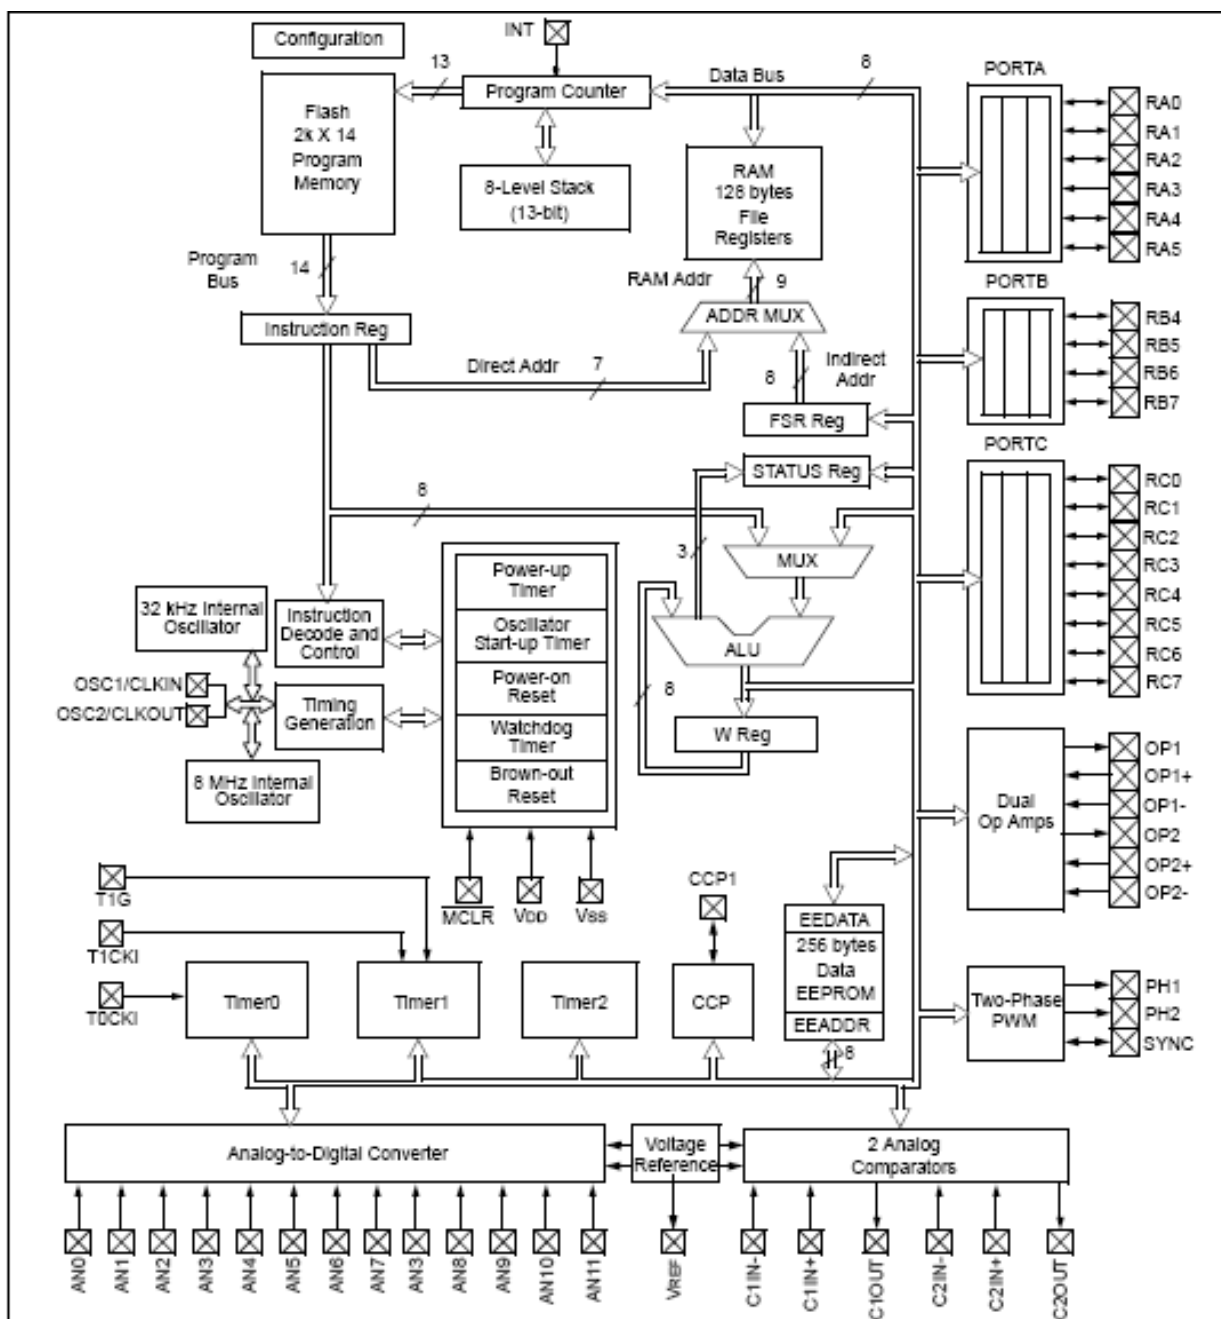 Configuration
INT
13
Data Bus
8
PORTA
Program Counter
Flash
2k X 14
Program
Memory
8-Level Stack
(13-bit)
RAM
128 bytes
File
Registers
RA0
RA1
RA2
RA3
RA4
RA5
Program
Bus
14
RAM Addr
9
PORTB
ADDR MUX
Instruction Reg
Direct Addr
7
8
Indirect
Addr
RB4
RB5
RB6
RB7
FSR Reg
PORTC
STATUS Reg
8
3
MUX
RC0
RC1
RC2
RC3
RC4
RC5
RC6
RC7
Power-up
Timer
Oscillator
Start-up Timer
Power-on
Reset
Watchdog
Timer
Brown-out
Reset
32 kHz Internal
Oscillator
Instruction
Decode and
Control
ALU
8
OSC1/CLKIN
OSC2/CLKOUT
Timing
Generation
W Reg
8 MHz Internal
Oscillator
Dual
Op Amps
OP1
OP1+
OP1-
OP2
OP2+
OP2-
T1G
MCLR
VDD
VSS
CCP1
EEDATA
256 bytes
Data
EEPROM
EEADDR
T1CKI
T0CKI
Timer0
Timer1
Timer2
CCP
8
Two-Phase
PWM
PH1
PH2
SYNC
Analog-to-Digital Converter
Voltage
Reference
2 Analog
Comparators
AN0
AN1
AN2
AN3
AN4
AN5
AN6
AN7
AN3
AN8
AN9
AN10
AN11
VREF
C1IN-
C1IN+
C1OUT
C2IN-
C2IN+
C2OUT